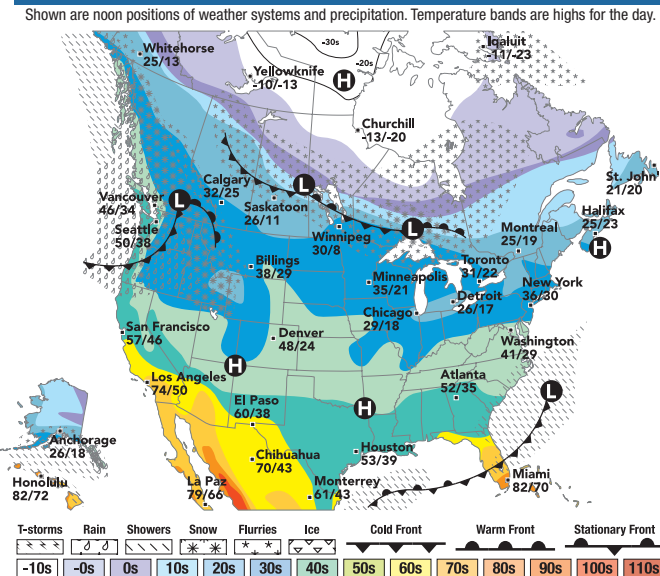 Shown are noon positions of weather systems and precipitation. Temperature bands are highs for the day.
-30s
-20s
H
Whitehorse
25/13
Yellowknife
-10/-13
Iqaluit
-11/-23
Churchill
-13/-20
Calgary
32/25
L
Saskatoon
26/11
Winnipeg
30/8
L
Vancouver
46/34
L
Seattle
50/38
St. John'
21/20
Halifax
25/23
H
Montreal
25/19
Toronto
31/22
Billings
38/29
Minneapolis
35/21
Detroit
26/17
New York
36/30
Chicago
29/18
San Francisco
57/46
Denver
48/24
Washington
41/29
H
Los Angeles
74/50
Atlanta
52/35
L
El Paso
60/38
H
Anchorage
26/18
Chihuahua
70/43
Houston
53/39
Honolulu
82/72
La Paz
79/66
Monterrey
61/43
Miami
82/70
T-storms Rain Showers Snow Flurries Ice Cold Front Warm Front Stationary Front
-10s -0s 0s 10s 20s 30s 40s 50s 60s 70s 80s 90s 100s 110s